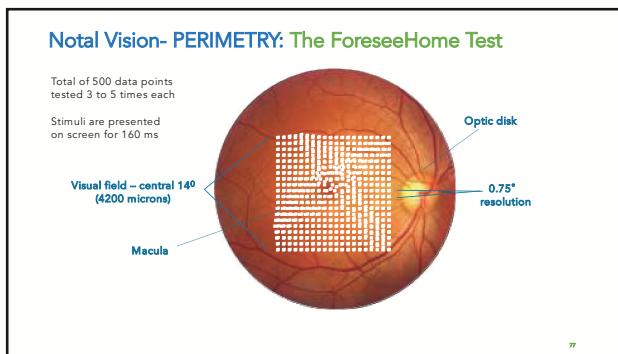 Notal Vision- PERIMETRY: The ForeseeHome Test
Total of 500 data points
tested 3 to 5 times each
Stimuli are presented
on screen for 160 ms
Optic disk
Visual field – central 14⁰
(4200 microns)
0.75°
resolution
Macula
77